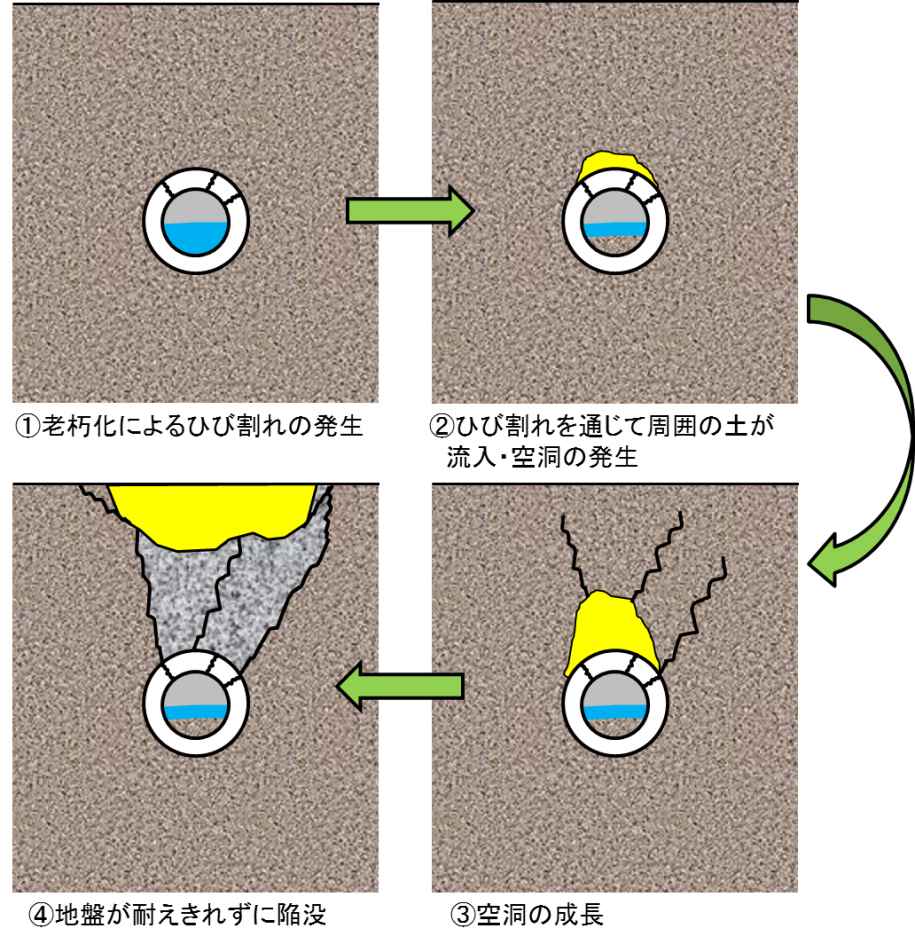 ①老朽化によるひび割れの発生
②ひび割れを通じて周囲の土が
流入・空洞の発生
③空洞の成長
④地盤が耐えきれずに陥没